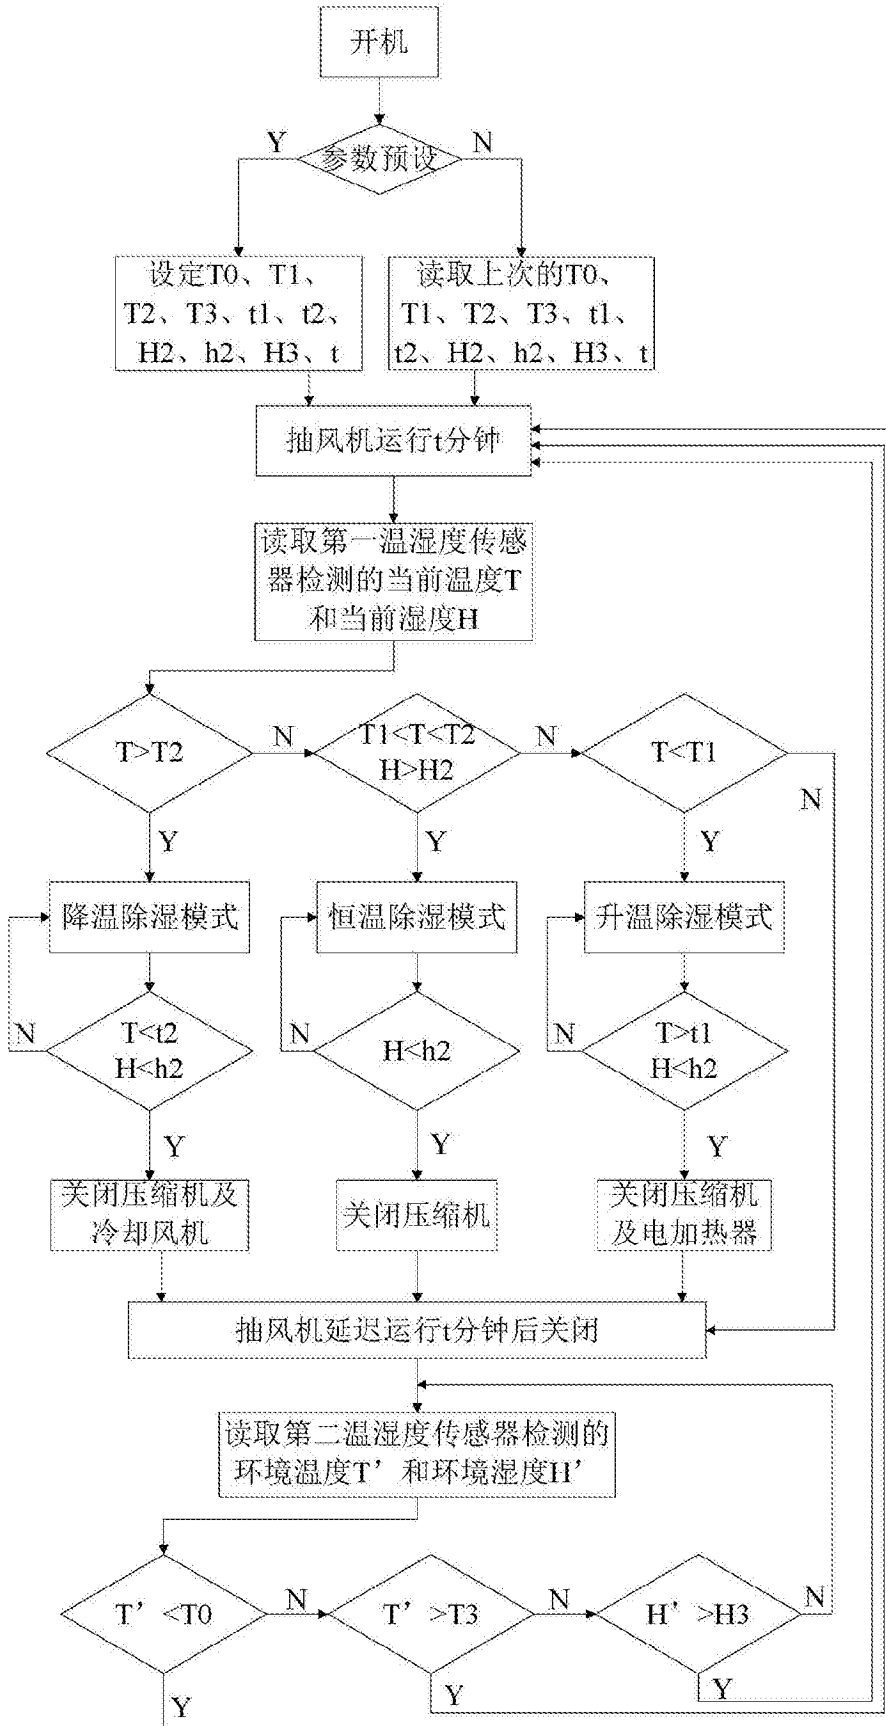 开机
Y
参数预设
N
设定T0、T1、
T2、T3、t1、t2、
H2、h2、H3、t
读取上次的T0、
T1、T2、T3、t1、
t2、H2、h2、H3、t
抽风机运行t分钟
读取第一温湿度传感
器检测的当前温度T
和当前湿度H
T>T2
N
T1<T<T2
H>H2
N
T<T1
N
Y
Y
Y
降温除湿模式
恒温除湿模式
升温除湿模式
N
T<t2
H<h2
N
H<h2
N
T>t1
H<h2
Y
Y
Y
关闭压缩机及
冷却风机
关闭压缩机
关闭压缩机
及电加热器
抽风机延迟运行t分钟后关闭
读取第二温湿度传感器检测的
环境温度T’和环境湿度H’
T’<T0
N
T’>T3
N
H’>H3
N
Y
Y
Y